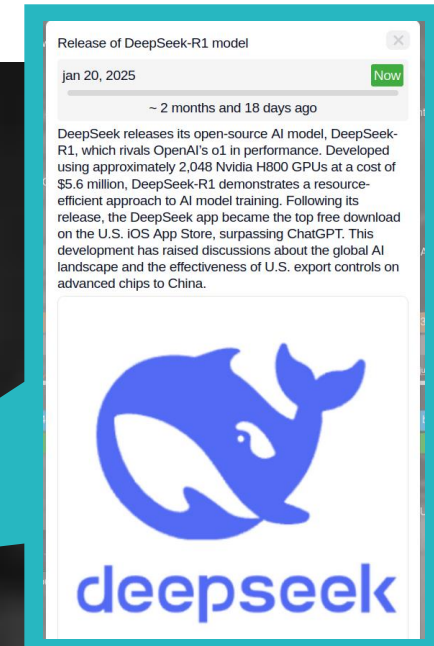 Release of DeepSeek-R1 model
jan 20, 2025
Now
~ 2 months and 18 days ago
DeepSeek releases its open-source AI model, DeepSeek-
R1, which rivals OpenAI's o1 in performance. Developed
using approximately 2,048 Nvidia H800 GPUs at a cost of
$5.6 million, DeepSeek-R1 demonstrates a resource-
efficient approach to AI model training. Following its
release, the DeepSeek app became the top free download
on the U.S. iOS App Store, surpassing ChatGPT. This
development has raised discussions about the global AI
landscape and the effectiveness of U.S. export controls on
advanced chips to China.
deepseek